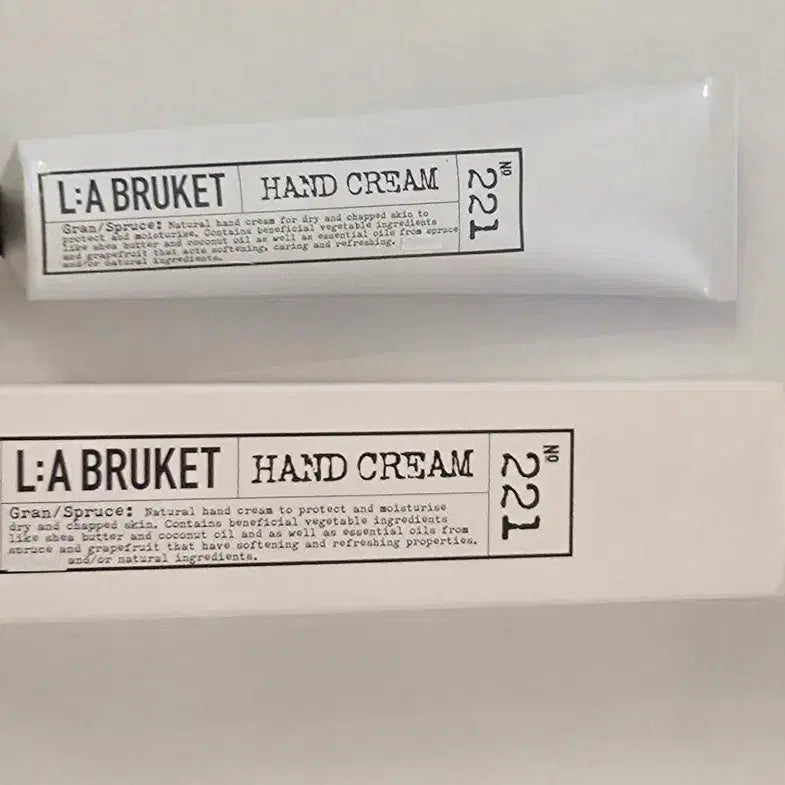 L:A BRUKET
HAND CREAM
Nº 221
Gran/Spruce: Natural hand cream for dry and chapped skin to
protect and moisturise. Contains beneficial vegetable ingredients
like shea butter and coconut oil as well as essential oils from spruce
and grapefruit that acts softening, caring and refreshing.
and/or natural ingredients.
L:A BRUKET
HAND CREAM
Nº 221
Gran/Spruce: Natural hand cream to protect and moisturise
dry and chapped skin. Contains beneficial vegetable ingredients
like shea butter and coconut oil and as well as essential oils from
spruce and grapefruit that have softening and refreshing properties.
and/or natural ingredients.